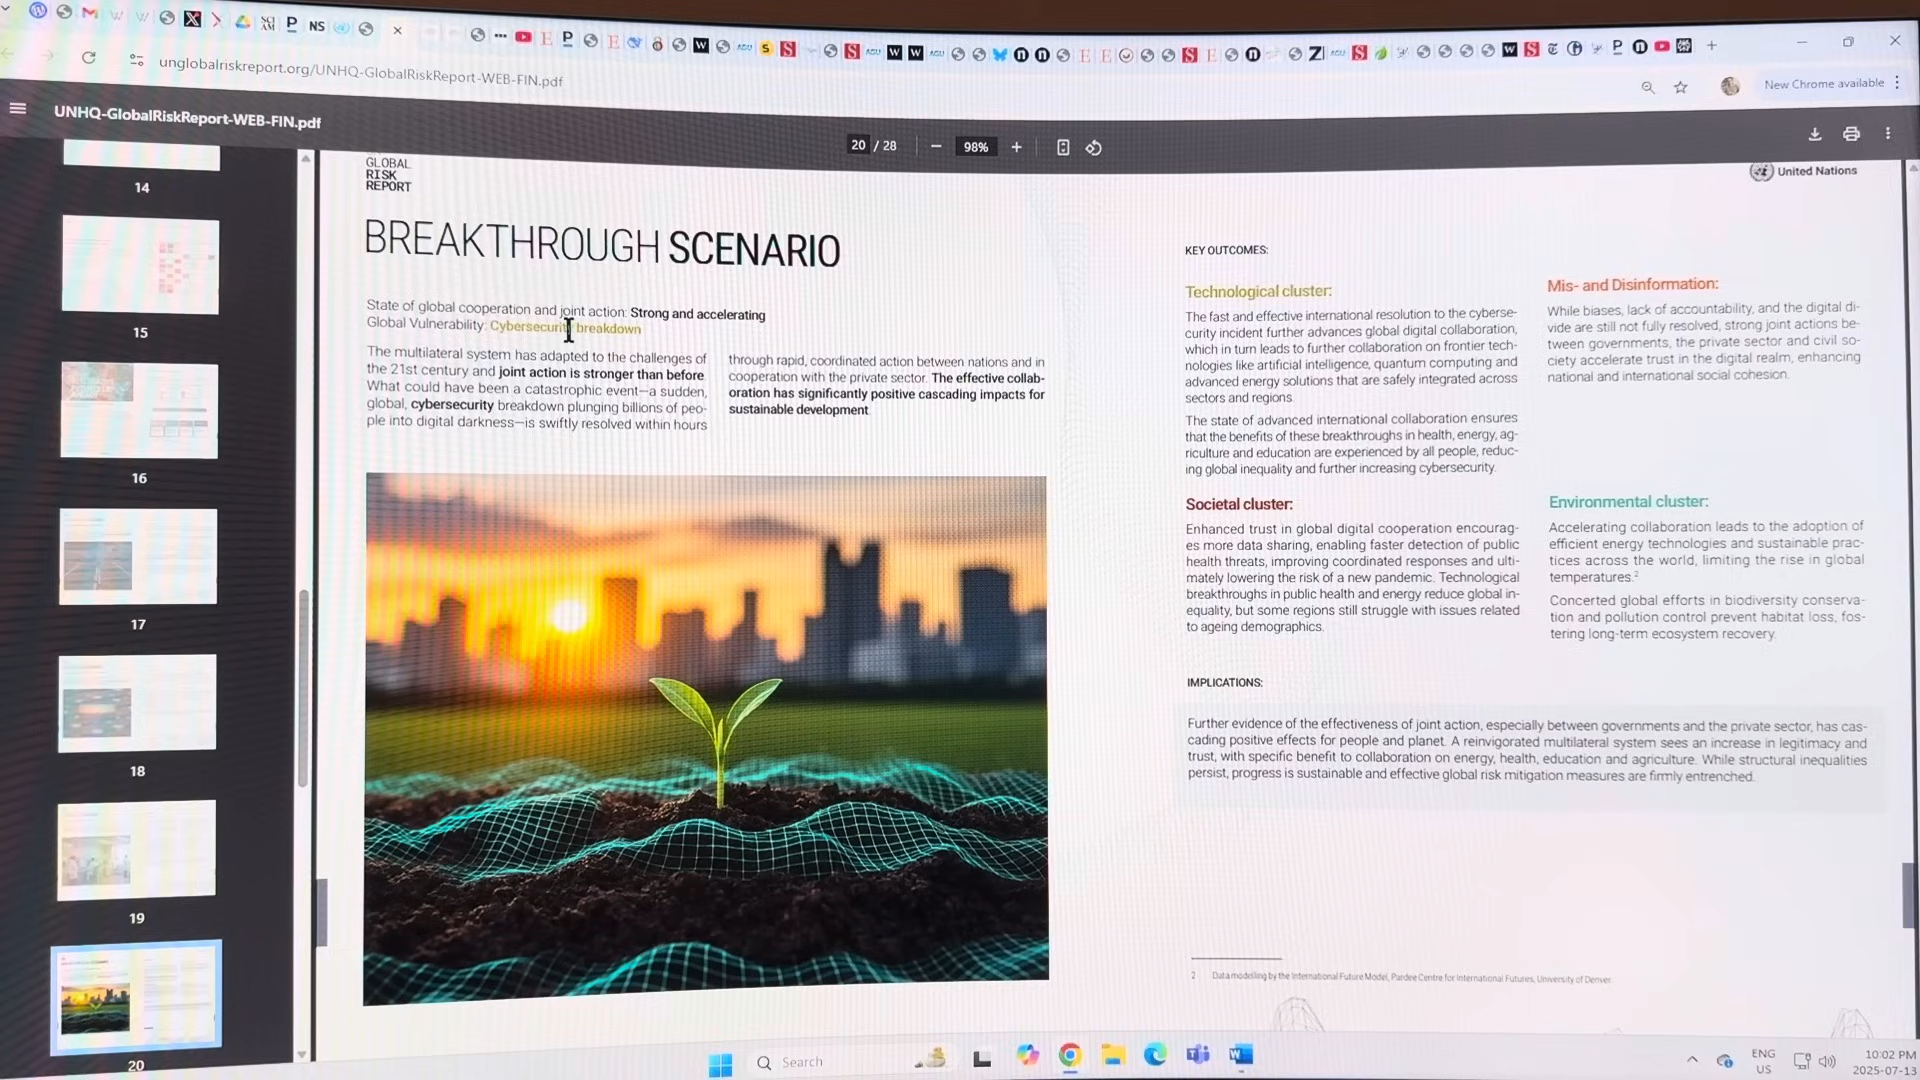 NS
unglobalriskreport.org/UNHQ-GlobalRiskReport-WEB-FIN.pdf
New Chrome available
UNHQ-GlobalRiskReport-WEB-FIN.pdf
20 / 28
98%
14
15
16
17
18
19
20
GLOBAL
RISK
REPORT
United Nations
BREAKTHROUGH SCENARIO
State of global cooperation and joint action: Strong and accelerating
Global Vulnerability: Cybersecurity breakdown
The multilateral system has adapted to the challenges of
the 21st century and joint action is stronger than before.
What could have been a catastrophic event—a sudden,
global, cybersecurity breakdown plunging billions of peo-
ple into digital darkness—is swiftly resolved within hours
through rapid, coordinated action between nations and in
cooperation with the private sector. The effective collab-
oration has significantly positive cascading impacts for
sustainable development.
KEY OUTCOMES:
Technological cluster:
The fast and effective international resolution to the cyberse-
curity incident further advances global digital collaboration,
which in turn leads to further collaboration on frontier tech-
nologies like artificial intelligence, quantum computing and
advanced energy solutions that are safely integrated across
sectors and regions.
The state of advanced international collaboration ensures
that the benefits of these breakthroughs in health, energy, ag-
riculture and education are experienced by all people, reduc-
ing global inequality and further increasing cybersecurity.
Mis- and Disinformation:
While biases, lack of accountability, and the digital di-
vide are still not fully resolved, strong joint actions be-
tween governments, the private sector and civil so-
ciety accelerate trust in the digital realm, enhancing
national and international social cohesion.
Societal cluster:
Enhanced trust in global digital cooperation encourag-
es more data sharing, enabling faster detection of public
health threats, improving coordinated responses and ulti-
mately lowering the risk of a new pandemic. Technological
breakthroughs in public health and energy reduce global in-
equality, but some regions still struggle with issues related
to ageing demographics.
Environmental cluster:
Accelerating collaboration leads to the adoption of
efficient energy technologies and sustainable prac-
tices across the world, limiting the rise in global
temperatures.2
Concerted global efforts in biodiversity conserva-
tion and pollution control prevent habitat loss, fos-
tering long-term ecosystem recovery.
IMPLICATIONS:
Further evidence of the effectiveness of joint action, especially between governments and the private sector, has cas-
cading positive effects for people and planet. A reinvigorated multilateral system sees an increase in legitimacy and
trust, with specific benefit to collaboration on energy, health, education and agriculture. While structural inequalities
persist, progress is sustainable and effective global risk mitigation measures are firmly entrenched.
2 Data modelling by the International Future Model, Pardee Centre for International Futures, University of Denver.
Search
ENG
US
10:02 PM
2025-07-13